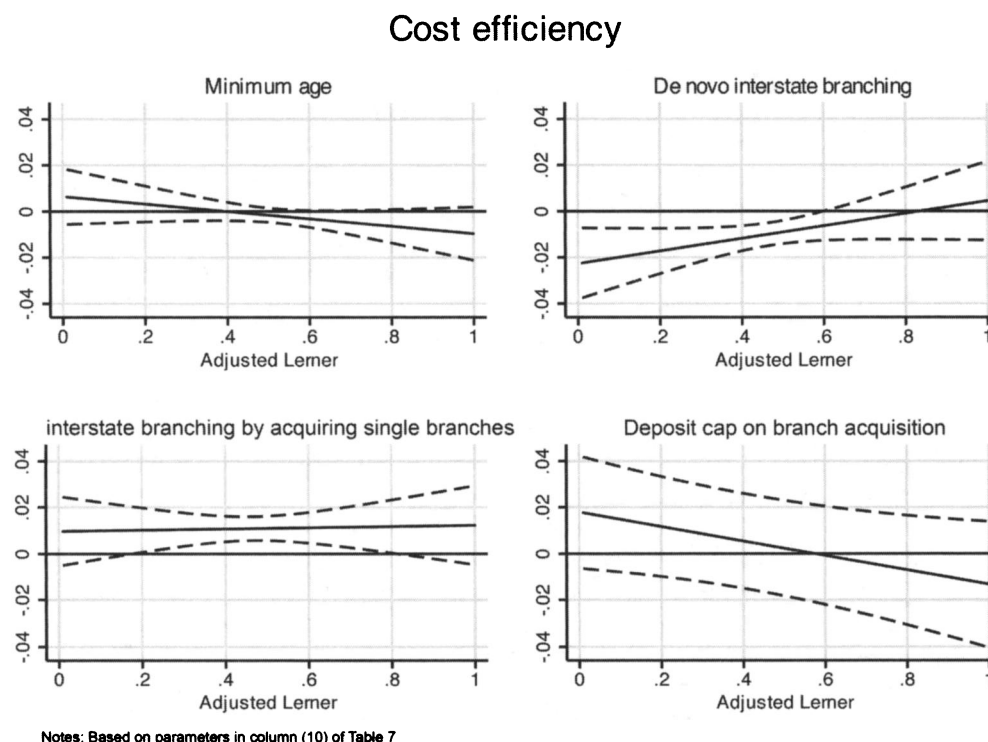 Cost efficiency
Minimum age
.04
.02
0
-.02
-.04
0 .2 .4 .6 .8 1
Adjusted Lerner
De novo interstate branching
.04
.02
0
-.02
-.04
0 .2 .4 .6 .8 1
Adjusted Lerner
interstate branching by acquiring single branches
.04
.02
0
-.02
-.04
0 .2 .4 .6 .8 1
Adjusted Lerner
Deposit cap on branch acquisition
.04
.02
0
-.02
-.04
0 .2 .4 .6 .8 1
Adjusted Lerner
Notes: Based on parameters in column (10) of Table 7